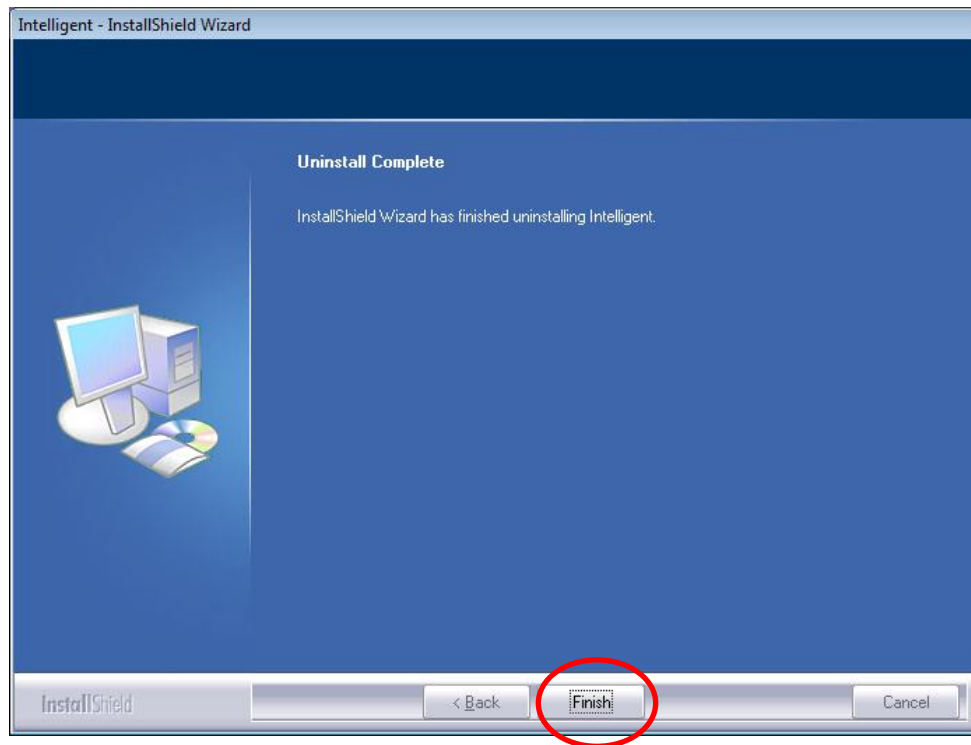 Intelligent - InstallShield Wizard
Uninstall Complete
InstallShield Wizard has finished uninstalling Intelligent.
InstallShield
< Back
Finish
Cancel